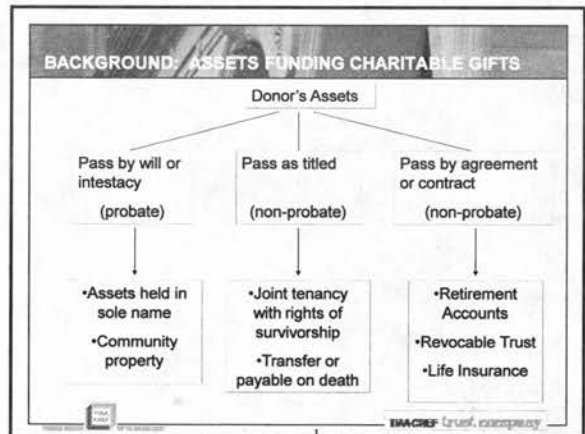 BACKGROUND: ASSETS FUNDING CHARITABLE GIFTS
Donor's Assets
Pass by will or
intestacy
(probate)
Pass as titled
(non-probate)
Pass by agreement
or contract
(non-probate)
•Assets held in
sole name
•Community
property
•Joint tenancy
with rights of
survivorship
•Transfer or
payable on death
•Retirement
Accounts
•Revocable Trust
•Life Insurance
TIAA-CREF trust company
1